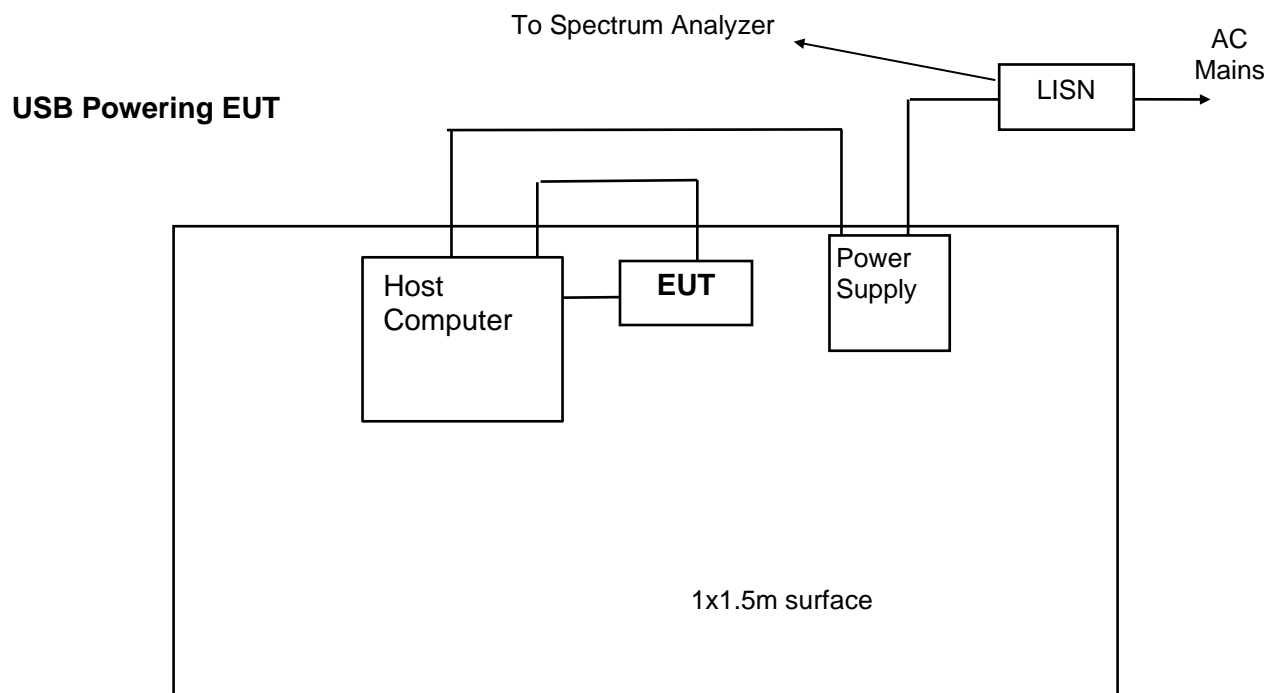 To Spectrum Analyzer
AC
Mains
LISN
USB Powering EUT
Host
Computer
EUT
Power
Supply
1x1.5m surface